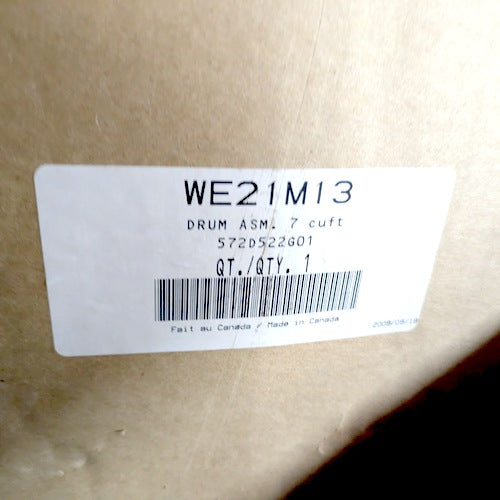 WE21M13
DRUM ASM. 7 cuft
572D522G01
QT./QTY. 1
Fait au Canada / Made in Canada